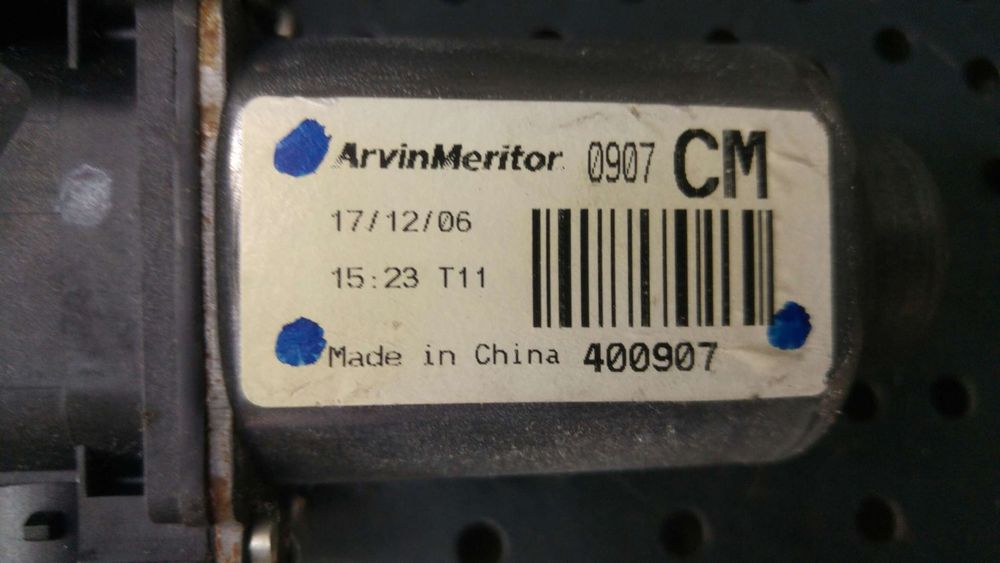 ArvinMeritor 0907 CM
17/12/06
15:23 T11
Made in China 400907